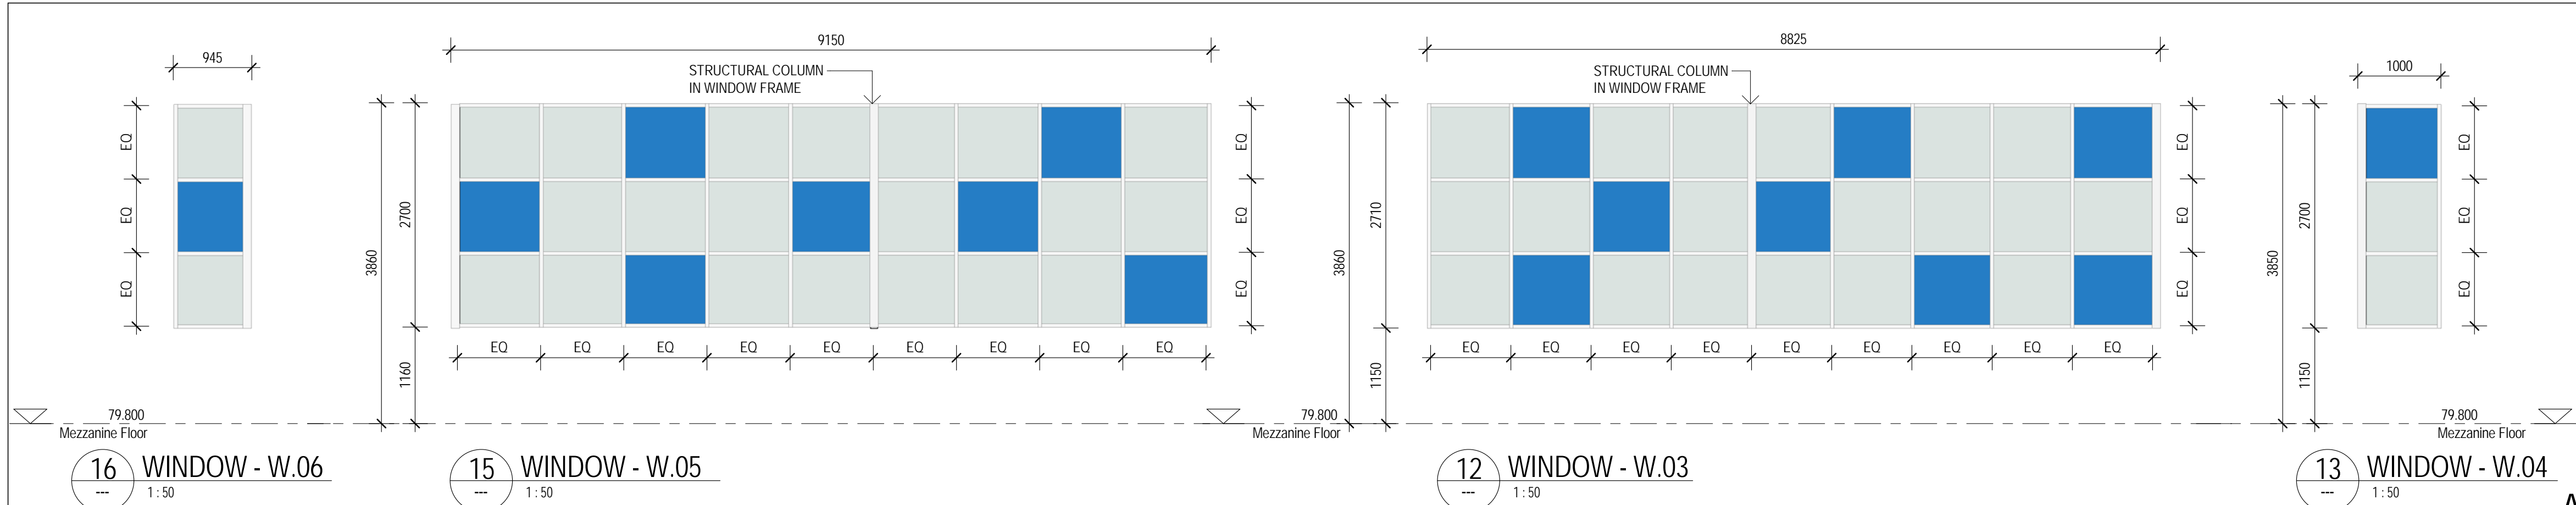 945
EQ
EQ
EQ
79.800
Mezzanine Floor
16
---
WINDOW - W.06
1 : 50
9150
STRUCTURAL COLUMN
IN WINDOW FRAME
3860
2700
1160
EQ
EQ
EQ
EQ EQ EQ EQ EQ EQ EQ EQ EQ
79.800
Mezzanine Floor
15
---
WINDOW - W.05
1 : 50
8825
STRUCTURAL COLUMN
IN WINDOW FRAME
3860
2710
1150
EQ
EQ
EQ
EQ EQ EQ EQ EQ EQ EQ EQ EQ
12
---
WINDOW - W.03
1 : 50
1000
3850
2700
1150
EQ
EQ
EQ
79.800
Mezzanine Floor
13
---
WINDOW - W.04
1 : 50